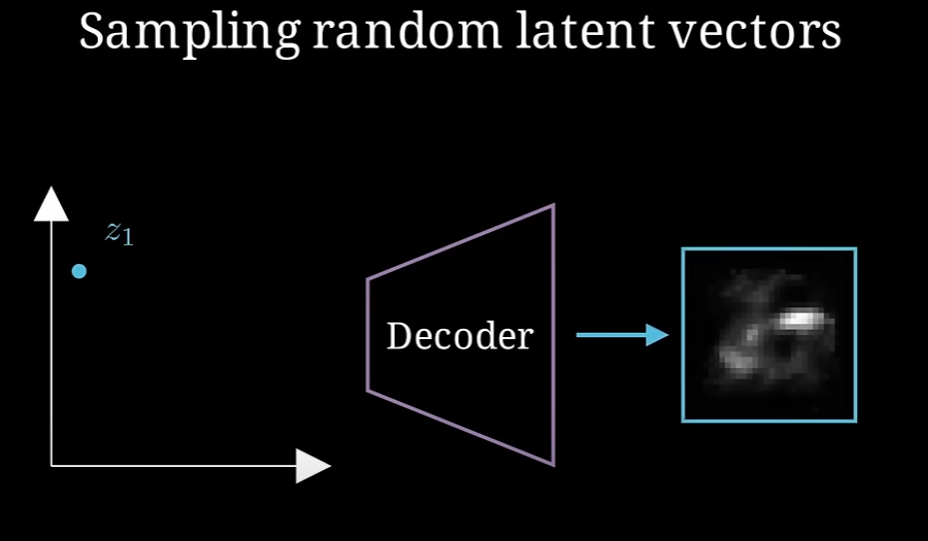 Sampling random latent vectors
z₁
Decoder